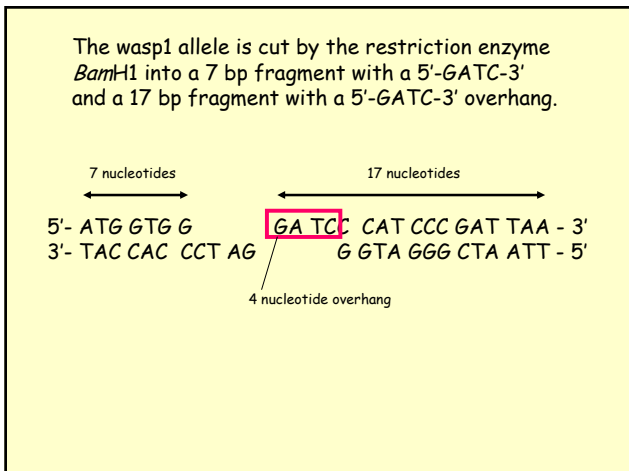 The wasp1 allele is cut by the restriction enzyme
BamH1 into a 7 bp fragment with a 5’-GATC-3’
and a 17 bp fragment with a 5’-GATC-3’ overhang.
7 nucleotides 17 nucleotides
5’- ATG GTG G GA TCC CAT CCC GAT TAA - 3’
3’- TAC CAC CCT AG G GTA GGG CTA ATT - 5’
4 nucleotide overhang